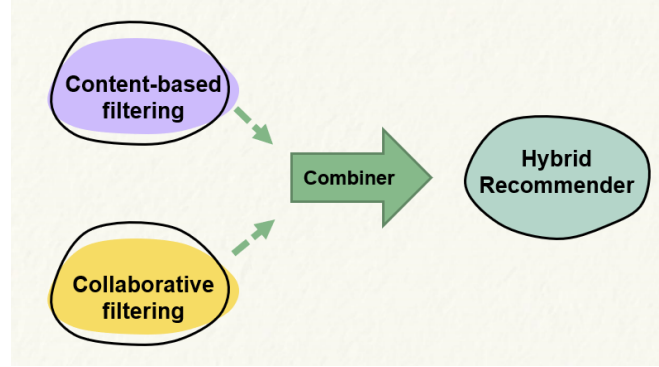 Content-based
filtering
Combiner
Hybrid
Recommender
Collaborative
filtering